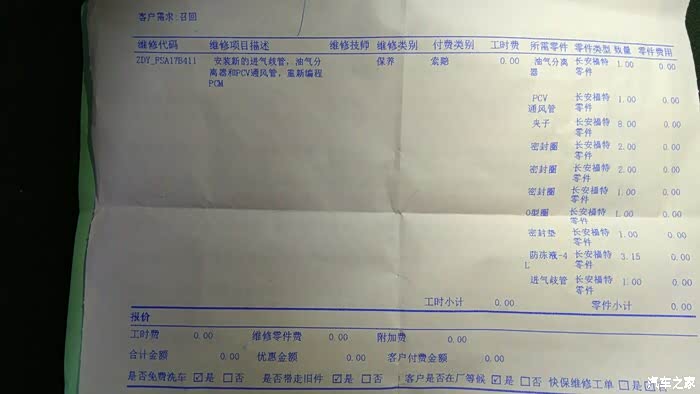 客户需求:召回
维修代码 维修项目描述 维修技师 维修类别 付费类别 工时费 所需零件 零件类型 数量 零件费用
ZDY_PSA17B411 安装新的进气歧管，油气分 保养 索赔 0.00 油气分离 长安福特 1.00 0.00
离器和PCV通风管，重新编程 器 零件
PCM
PCV 长安福特 1.00 0.00
通风管 零件
夹子 长安福特 8.00 0.00
零件
密封圈 长安福特 2.00 0.00
零件
密封圈 长安福特 2.00 0.00
零件
密封圈 长安福特 1.00 0.00
零件
O型圈 长安福特 1.00 0.00
零件
密封垫 长安福特 1.00 0.00
零件
防冻液-4 长安福特 3.15 0.00
L 零件
进气歧管 长安福特 1.00 0.00
零件
工时小计 0.00 零件小计 0.00
报价
工时费 0.00 维修零件费 0.00 附加费 0.00
合计金额 0.00 优惠金额 0.00 客户付费金额 0.00
是否免费洗车 ☑是 □否 是否带走旧件 ☑是 □否 客户是否在厂等候 ☑是 □否 快保维修工单 □是 ☑否
汽车之家